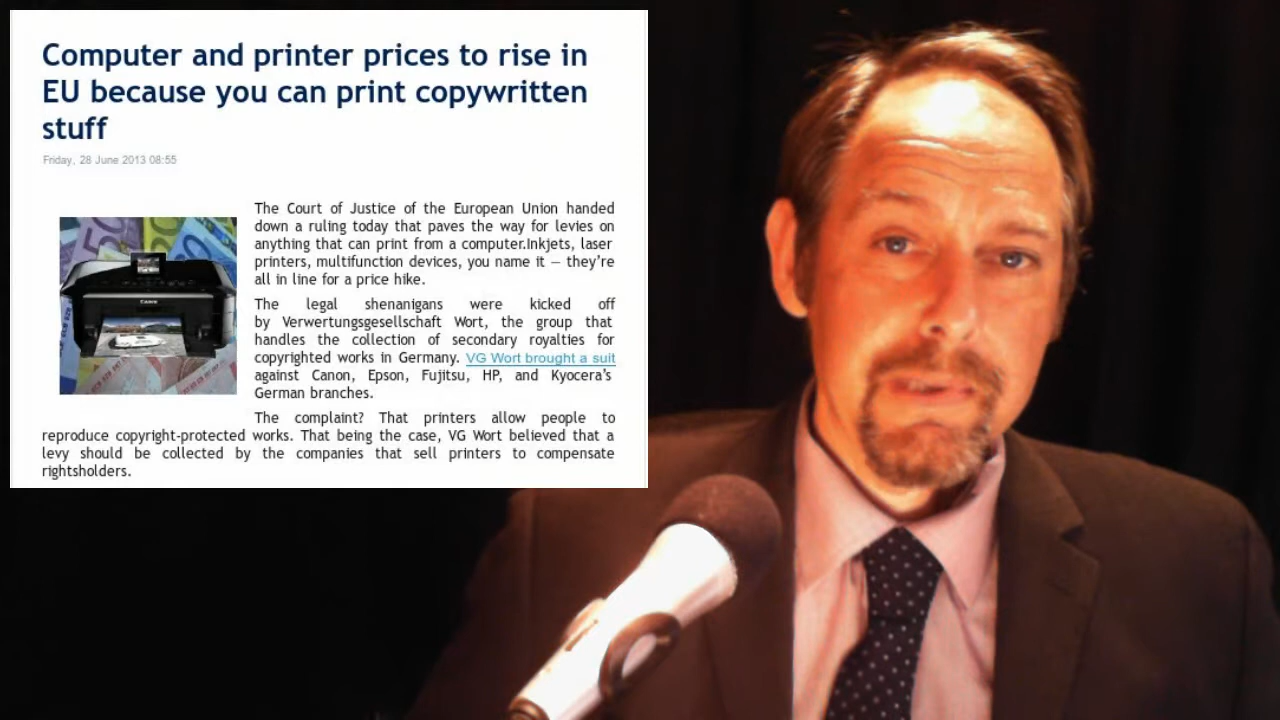 Computer and printer prices to rise in
EU because you can print copywritten
stuff
Friday, 28 June 2013 08:55
The Court of Justice of the European Union handed
down a ruling today that paves the way for levies on
anything that can print from a computer.Inkjets, laser
printers, multifunction devices, you name it — they're
all in line for a price hike.
The legal shenanigans were kicked off
by Verwertungsgesellschaft Wort, the group that
handles the collection of secondary royalties for
copyrighted works in Germany. VG Wort brought a suit
against Canon, Epson, Fujitsu, HP, and Kyocera's
German branches.
The complaint? That printers allow people to
reproduce copyright-protected works. That being the case, VG Wort believed that a
levy should be collected by the companies that sell printers to compensate
rightsholders.